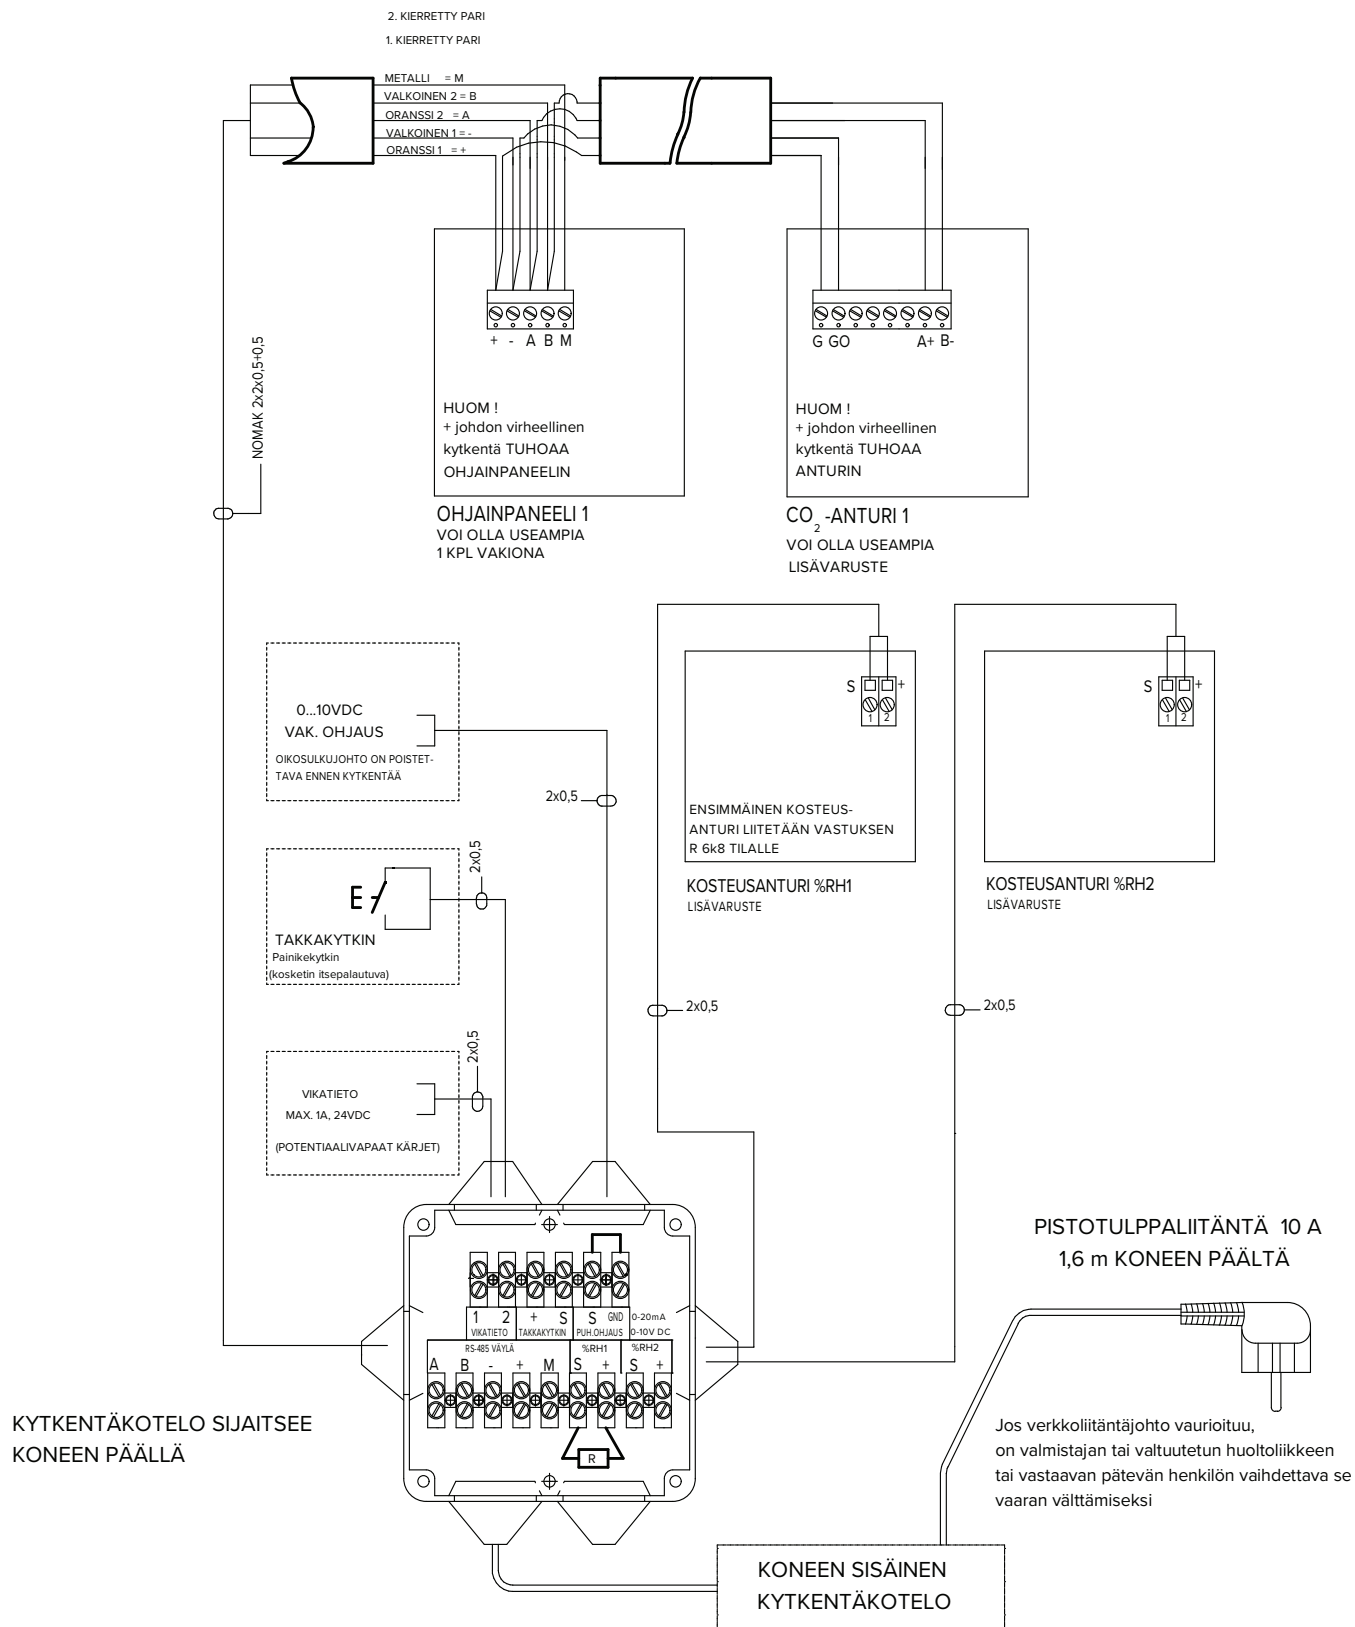 2. KIERRETTY PARI
1. KIERRETTY PARI
METALLI = M
VALKOINEN 2 = B
ORANSSI 2 = A
VALKOINEN 1 = -
ORANSSI 1 = +
NOMAK 2x2x0,5+0,5
+ - A B M
HUOM !
+ johdon virheellinen
kytkentä TUHOAA
OHJAINPANEELIN
OHJAINPANEELI 1
VOI OLLA USEAMPIA
1 KPL VAKIONA
G GO A+ B-
HUOM !
+ johdon virheellinen
kytkentä TUHOAA
ANTURIN
CO2-ANTURI 1
VOI OLLA USEAMPIA
LISÄVARUSTE
0...10VDC
VAK. OHJAUS
OIKOSULKUJOHTO ON POISTET-
TAVA ENNEN KYTKENTÄÄ
2x0,5
S +
1 2
ENSIMMÄINEN KOSTEUS-
ANTURI LIITETÄÄN VASTUKSEN
R 6k8 TILALLE
KOSTEUSANTURI %RH1
LISÄVARUSTE
S +
1 2
KOSTEUSANTURI %RH2
LISÄVARUSTE
2x0,5
TAKKAKYTKIN
Painikekytkin
(kosketin itsepalautuva)
2x0,5
2x0,5
2x0,5
VIKATIETO
MAX. 1A, 24VDC
(POTENTIAALIVAPAAT KÄRJET)
1 2 + S S GND 0-20mA
VIKATIETO TAKKAKYTKIN PUH.OHJAUS 0-10V DC
RS-485 VÄYLÄ %RH1 %RH2
A B - + M S + S +
R
KYTKENTÄKOTELO SIJAITSEE
KONEEN PÄÄLLÄ
PISTOTULPPALIITÄNTÄ 10 A
1,6 m KONEEN PÄÄLTÄ
Jos verkkoliitäntäjohto vaurioituu,
on valmistajan tai valtuutetun huoltoliikkeen
tai vastaavan pätevän henkilön vaihdettava se
vaaran välttämiseksi
KONEEN SISÄINEN
KYTKENTÄKOTELO